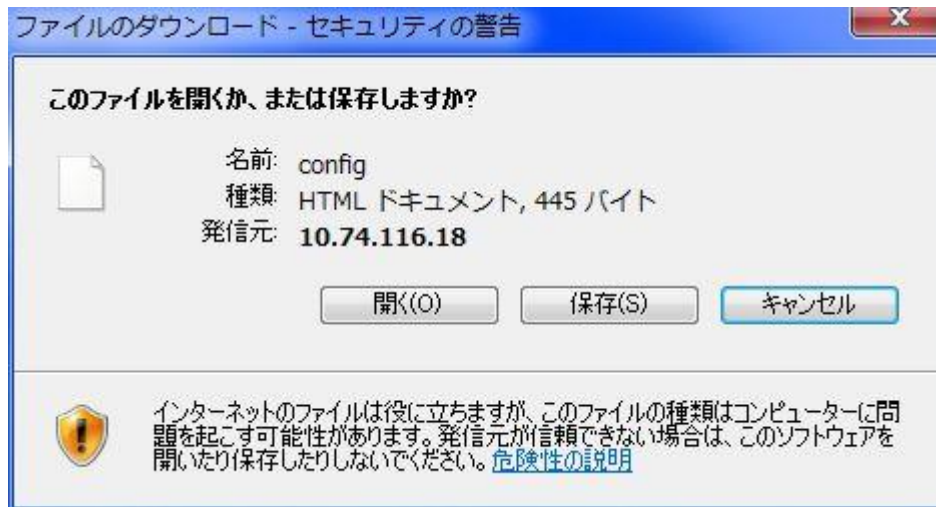 ファイルのダウンロード - セキュリティの警告
このファイルを開くか、または保存しますか?
名前: config
種類: HTML ドキュメント, 445 バイト
発信元: 10.74.116.18
開く(O) 保存(S) キャンセル
インターネットのファイルは役に立ちますが、このファイルの種類はコンピューターに問
題を起こす可能性があります。発信元が信頼できない場合は、このソフトウェアを
開いたり保存したりしないでください。危険性の説明